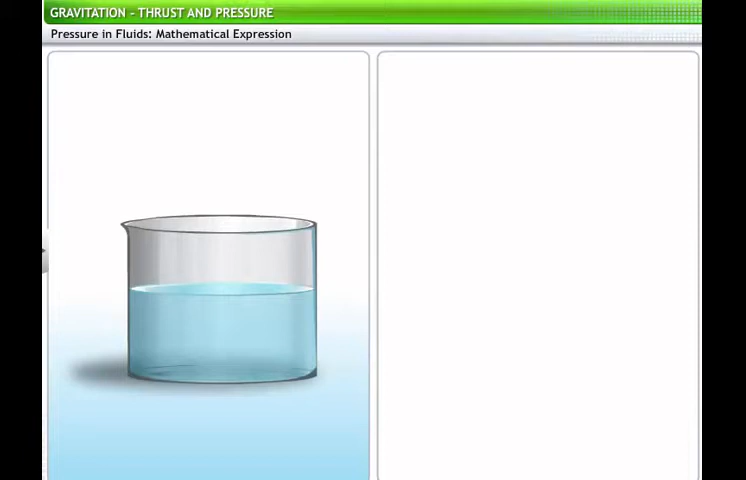 GRAVITATION - THRUST AND PRESSURE
Pressure in Fluids: Mathematical Expression